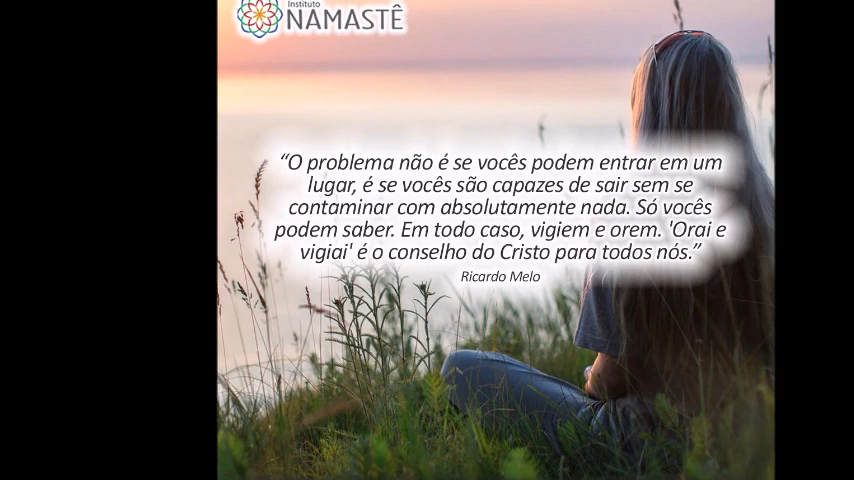 Instituto
NAMASTÊ
“O problema não é se vocês podem entrar em um
lugar, é se vocês são capazes de sair sem se
contaminar com absolutamente nada. Só vocês
podem saber. Em todo caso, vigiem e orem. 'Orai e
vigiai' é o conselho do Cristo para todos nós.”
Ricardo Melo